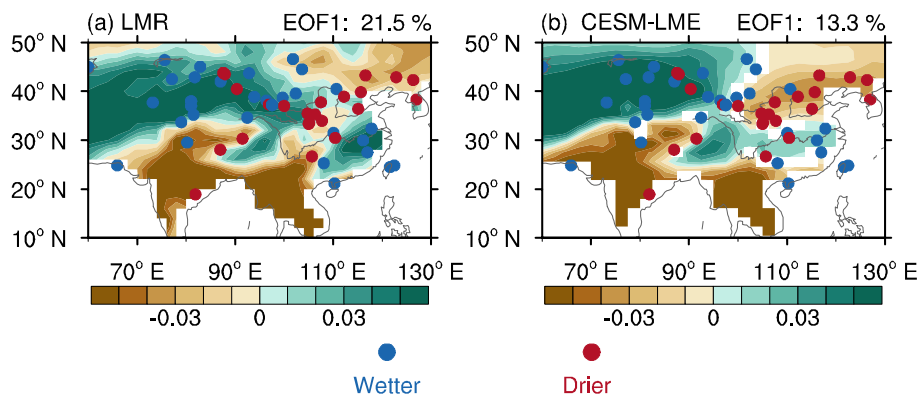 (a) LMR EOF1: 21.5 %
50° N
40° N
30° N
20° N
10° N
70° E 90° E 110° E 130° E
-0.03 0 0.03
(b) CESM-LME EOF1: 13.3 %
50° N
40° N
30° N
20° N
10° N
70° E 90° E 110° E 130° E
-0.03 0 0.03
Wetter Drier